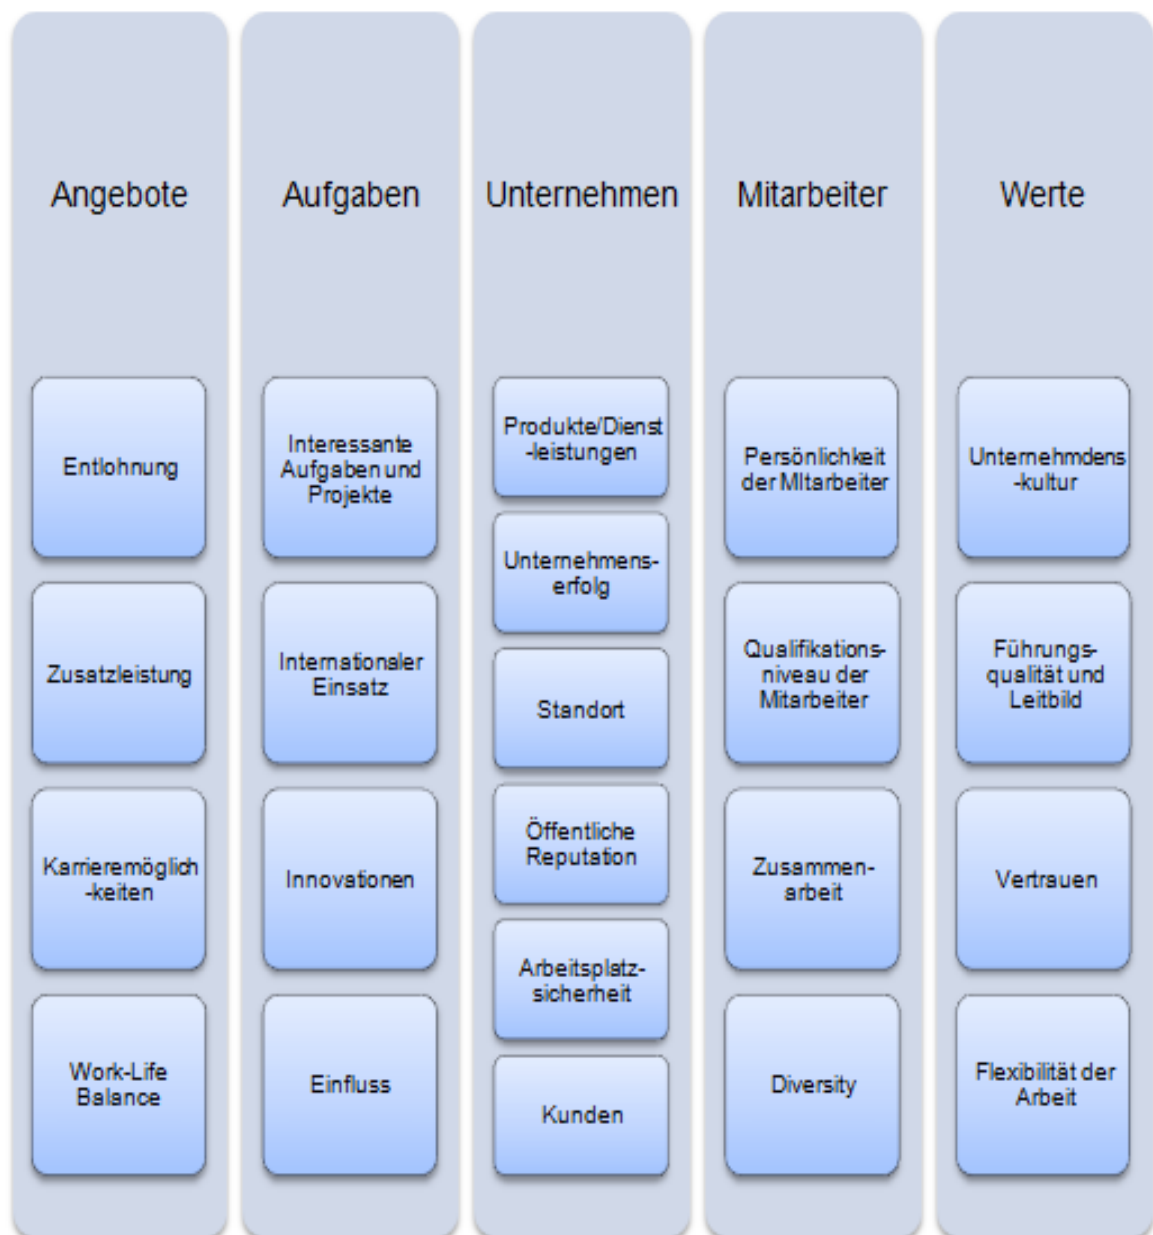 Angebote
Aufgaben
Unternehmen
Mitarbeiter
Werte
Entlohnung
Zusatzleistung
Karrieremöglich
-keiten
Work-Life
Balance
Interessante
Aufgaben und
Projekte
Internationaler
Einsatz
Innovationen
Einfluss
Produkte/Dienst
-leistungen
Unternehmens-
erfolg
Standort
Öffentliche
Reputation
Arbeitsplatz-
sicherheit
Kunden
Persönlichkeit
der MItarbeiter
Qualifikations-
niveau der
Mitarbeiter
Zusammen-
arbeit
Diversity
Unternehmdens
-kultur
Führungs-
qualität und
Leitbild
Vertrauen
Flexibilität der
Arbeit